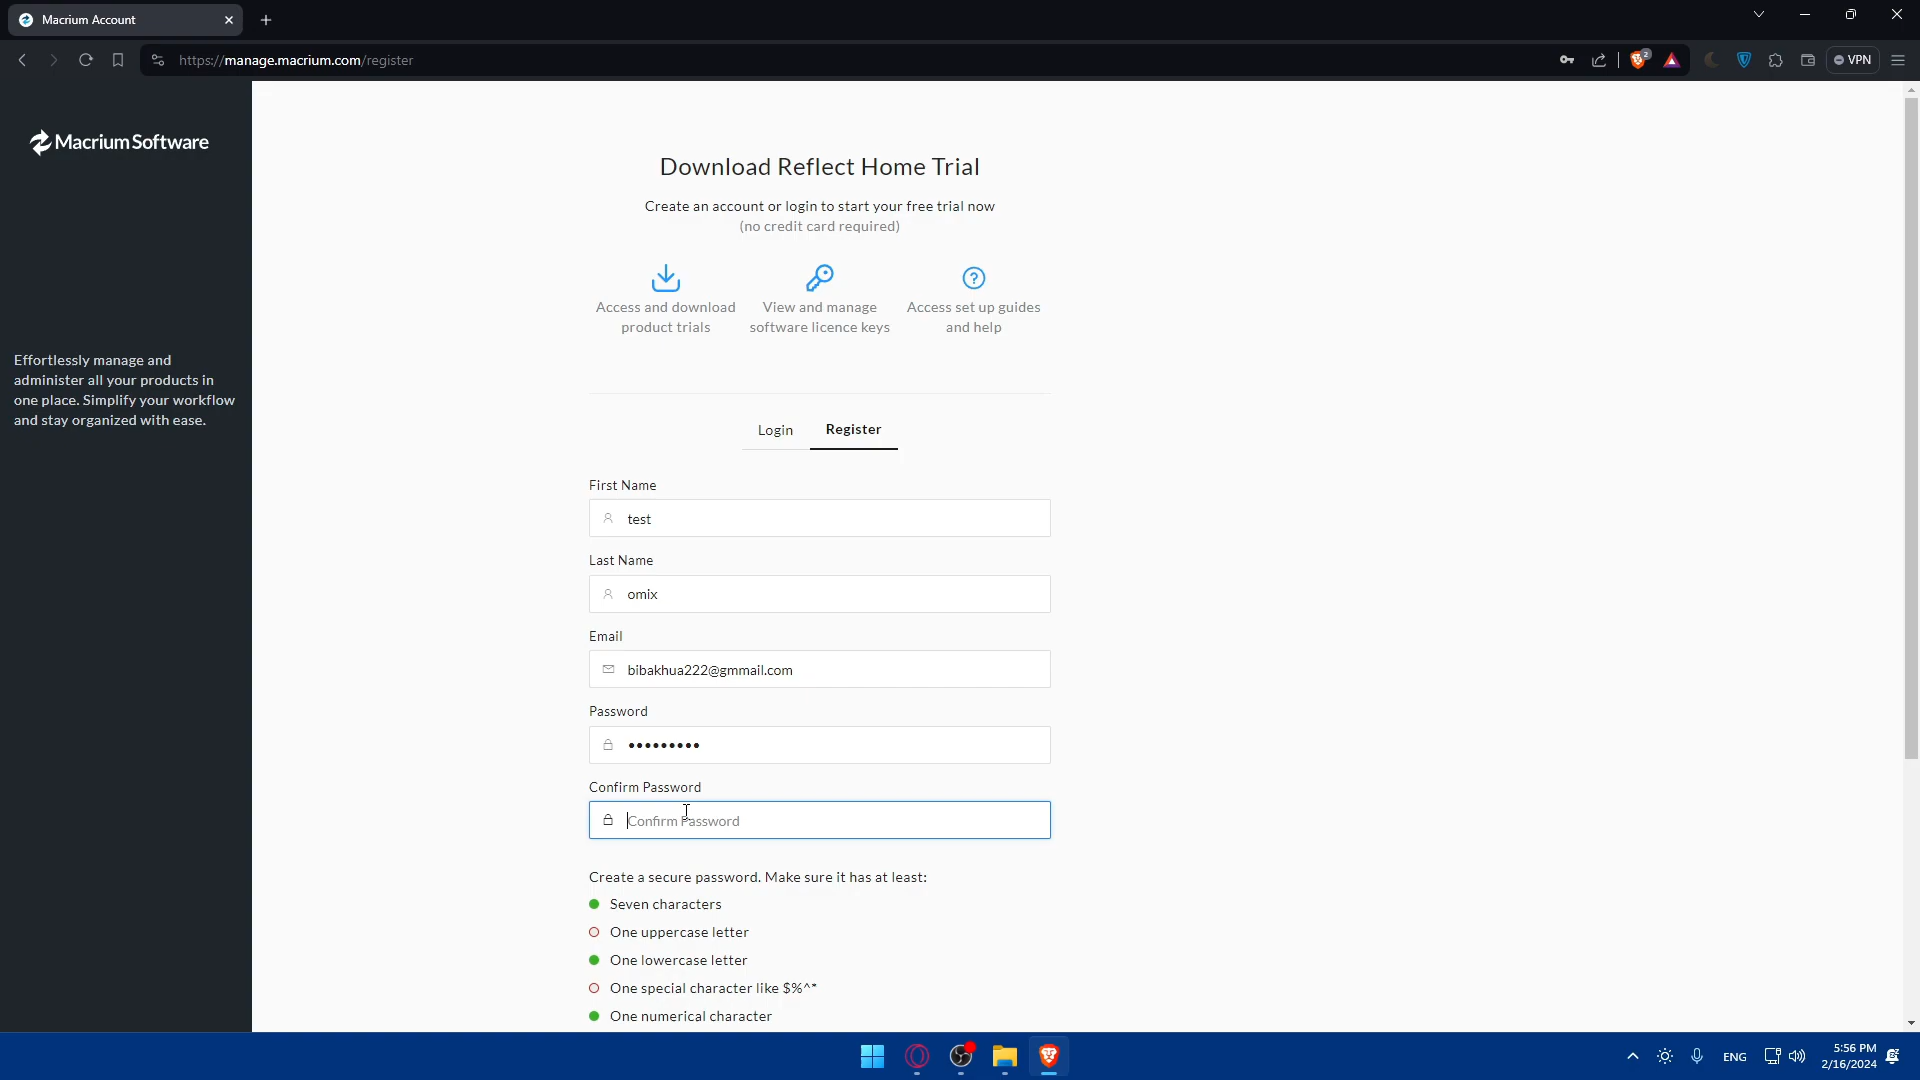 Macrium Account
https://manage.macrium.com/register
2
VPN
Macrium Software
Effortlessly manage and
administer all your products in
one place. Simplify your workflow
and stay organized with ease.
Download Reflect Home Trial
Create an account or login to start your free trial now
(no credit card required)
Access and download
product trials
View and manage
software licence keys
Access set up guides
and help
Login
Register
First Name
test
Last Name
omix
Email
bibakhua222@gmmail.com
Password
•••••••••
Confirm Password
Confirm Password
Create a secure password. Make sure it has at least:
Seven characters
One uppercase letter
One lowercase letter
One special character like $%^*
One numerical character
ENG
5:56 PM
2/16/2024